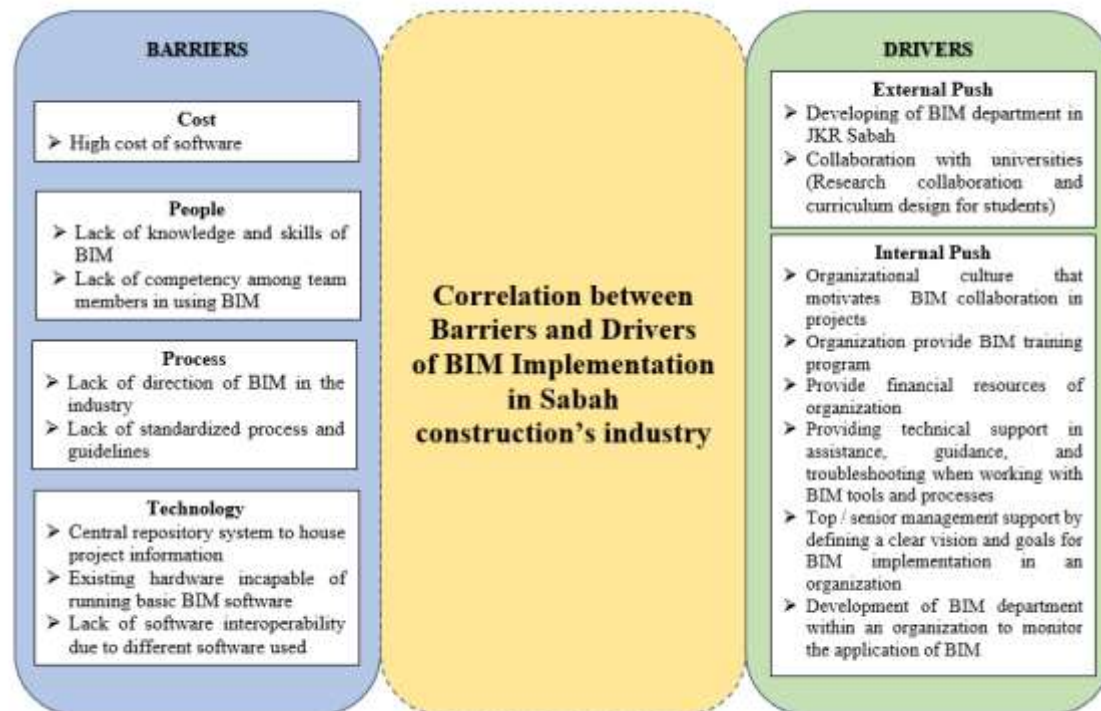 BARRIERS
Cost
➢ High cost of software
People
➢ Lack of knowledge and skills of
BIM
➢ Lack of competency among team
members in using BIM
Process
➢ Lack of direction of BIM in the
industry
➢ Lack of standardized process and
guidelines
Technology
➢ Central repository system to house
project information
➢ Existing hardware incapable of
running basic BIM software
➢ Lack of software interoperability
due to different software used
Correlation between
Barriers and Drivers
of BIM Implementation
in Sabah
construction's industry
DRIVERS
External Push
➢ Developing of BIM department in
JKR Sabah
➢ Collaboration with universities
(Research collaboration and
curriculum design for students)
Internal Push
➢ Organizational culture that
motivates BIM collaboration in
projects
➢ Organization provide BIM training
program
➢ Provide financial resources of
organization
➢ Providing technical support in
assistance, guidance, and
troubleshooting when working with
BIM tools and processes
➢ Top / senior management support by
defining a clear vision and goals for
BIM implementation in an
organization
➢ Development of BIM department
within an organization to monitor
the application of BIM